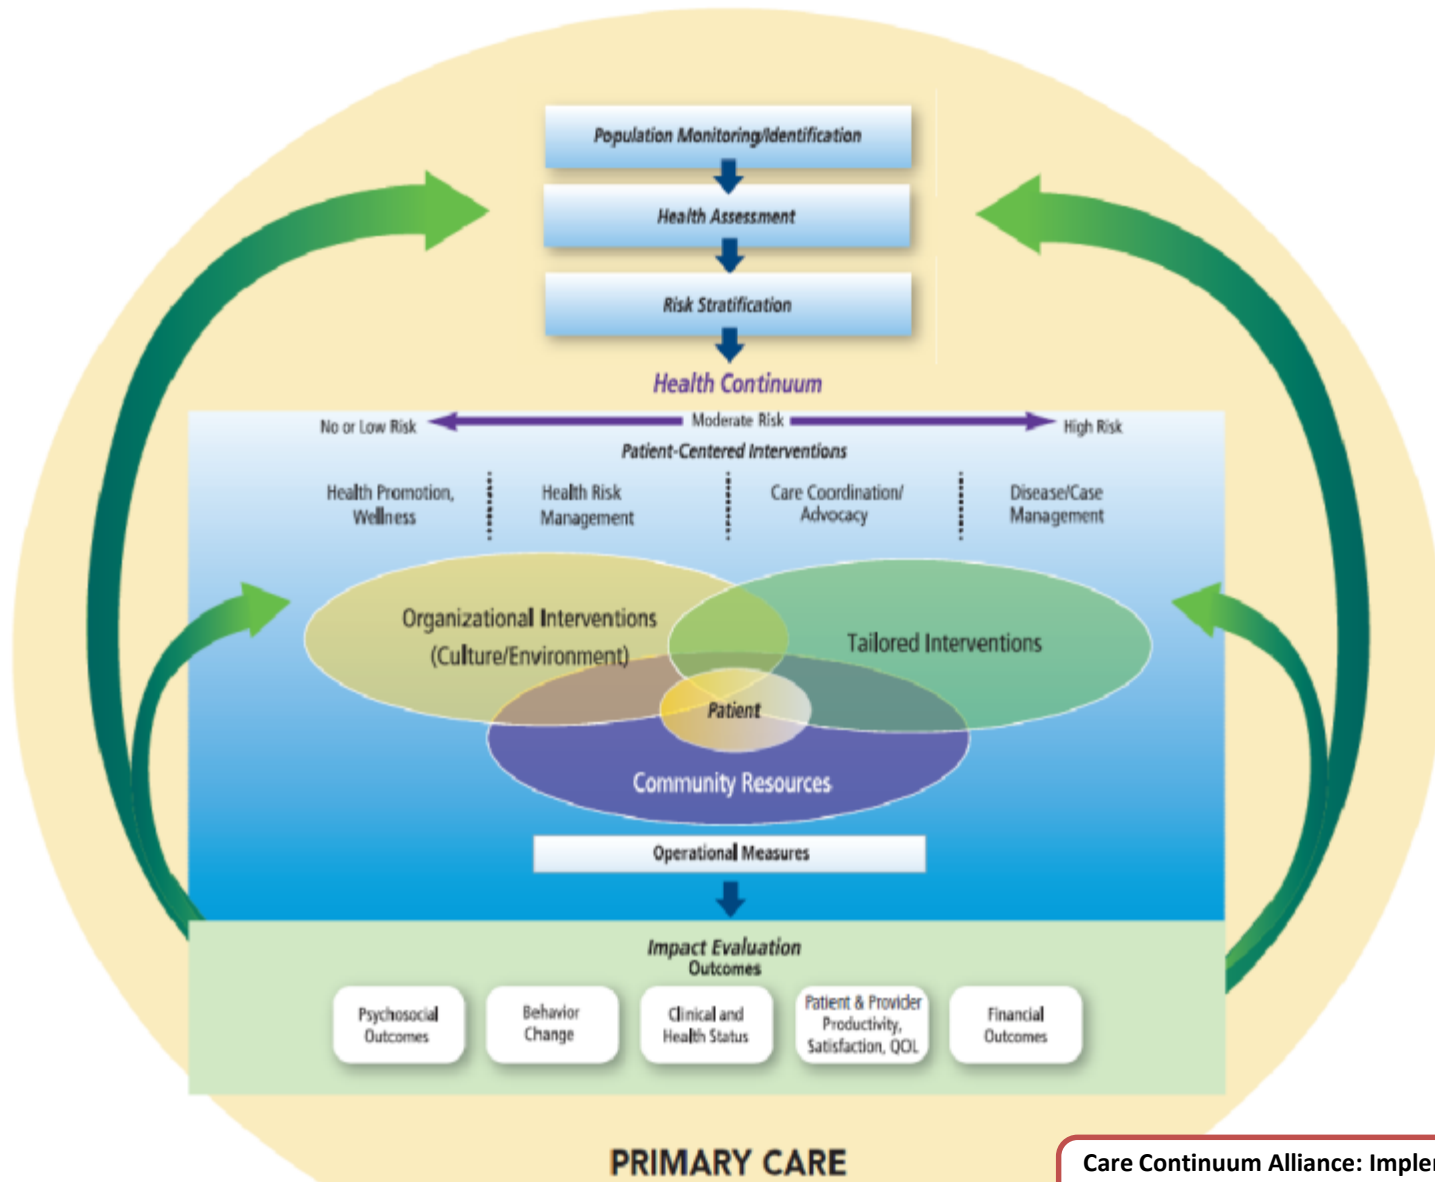 Population Monitoring/Identification
Health Assessment
Risk Stratification
Health Continuum
No or Low Risk
Moderate Risk
High Risk
Patient-Centered Interventions
Health Promotion,
Wellness
Health Risk
Management
Care Coordination/
Advocacy
Disease/Case
Management
Organizational Interventions
(Culture/Environment)
Tailored Interventions
Patient
Community Resources
Operational Measures
Impact Evaluation
Outcomes
Psychosocial
Outcomes
Behavior
Change
Clinical and
Health Status
Patient & Provider
Productivity,
Satisfaction, QOL
Financial
Outcomes
PRIMARY CARE
Care Continuum Alliance: